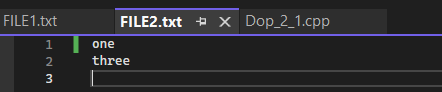 FILE1.txt FILE2.txt Dop_2_1.cpp
1 one
2 three
3